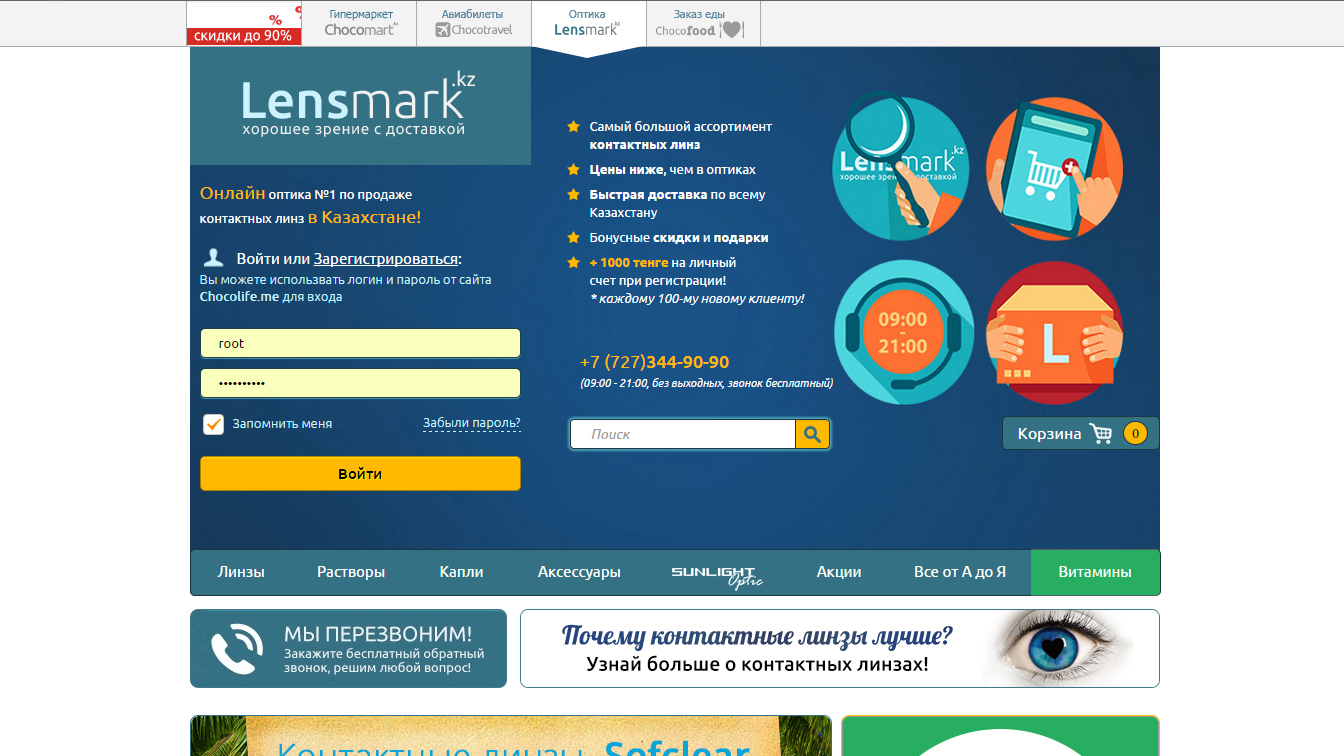 скидки до 90%
Гипермаркет
Chocomart
Авиабилеты
Chocotravel
Оптика
Lensmark
Заказ еды
Chocofood
Lensmark.kz
хорошее зрение с доставкой
Онлайн оптика №1 по продаже
контактных линз в Казахстане!
Войти или Зарегистрироваться:
Вы можете использвать логин и пароль от сайта
Chocolife.me для входа
root
••••••••••
Запомнить меня
Забыли пароль?
Войти
Самый большой ассортимент
контактных линз
Цены ниже, чем в оптиках
Быстрая доставка по всему
Казахстану
Бонусные скидки и подарки
+ 1000 тенге на личный
счет при регистрации!
* каждому 100-му новому клиенту!
+7 (727)344-90-90
(09:00 - 21:00, без выходных, звонок бесплатный)
Поиск
Lensmark.kz
хорошее зрение с доставкой
09:00
-
21:00
L
Корзина 0
Линзы
Растворы
Капли
Аксессуары
SUNLIGHT Optic
Акции
Все от А до Я
Витамины
МЫ ПЕРЕЗВОНИМ!
Закажите бесплатный обратный
звонок, решим любой вопрос!
Почему контактные линзы лучше?
Узнай больше о контактных линзах!
Контактные линзы Sofclear